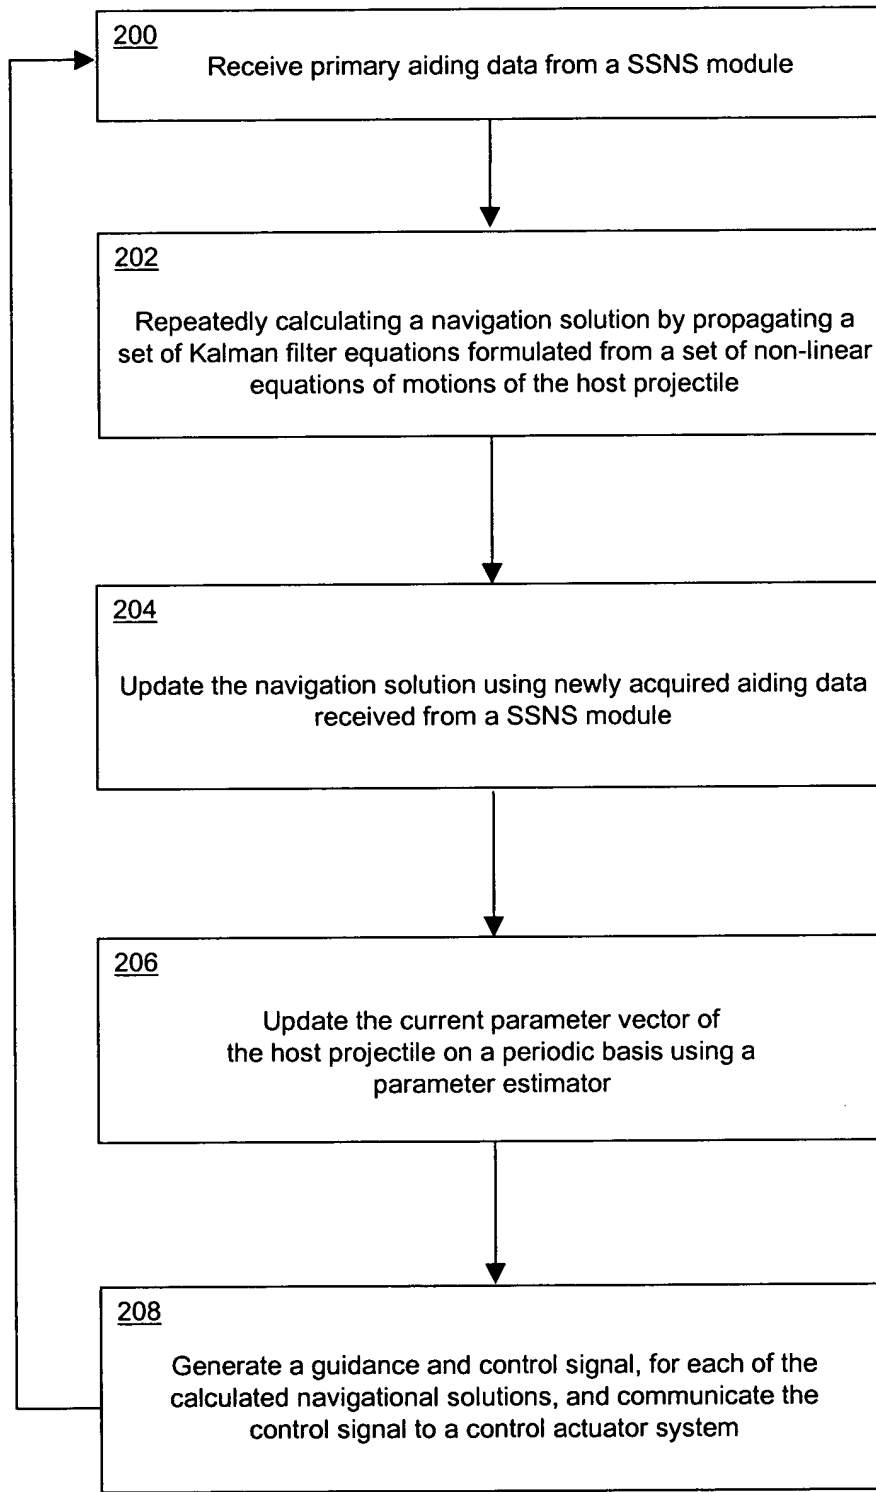 200
Receive primary aiding data from a SSNS module
202
Repeatedly calculating a navigation solution by propagating a
set of Kalman filter equations formulated from a set of non-linear
equations of motions of the host projectile
204
Update the navigation solution using newly acquired aiding data
received from a SSNS module
206
Update the current parameter vector of
the host projectile on a periodic basis using a
parameter estimator
208
Generate a guidance and control signal, for each of the
calculated navigational solutions, and communicate the
control signal to a control actuator system